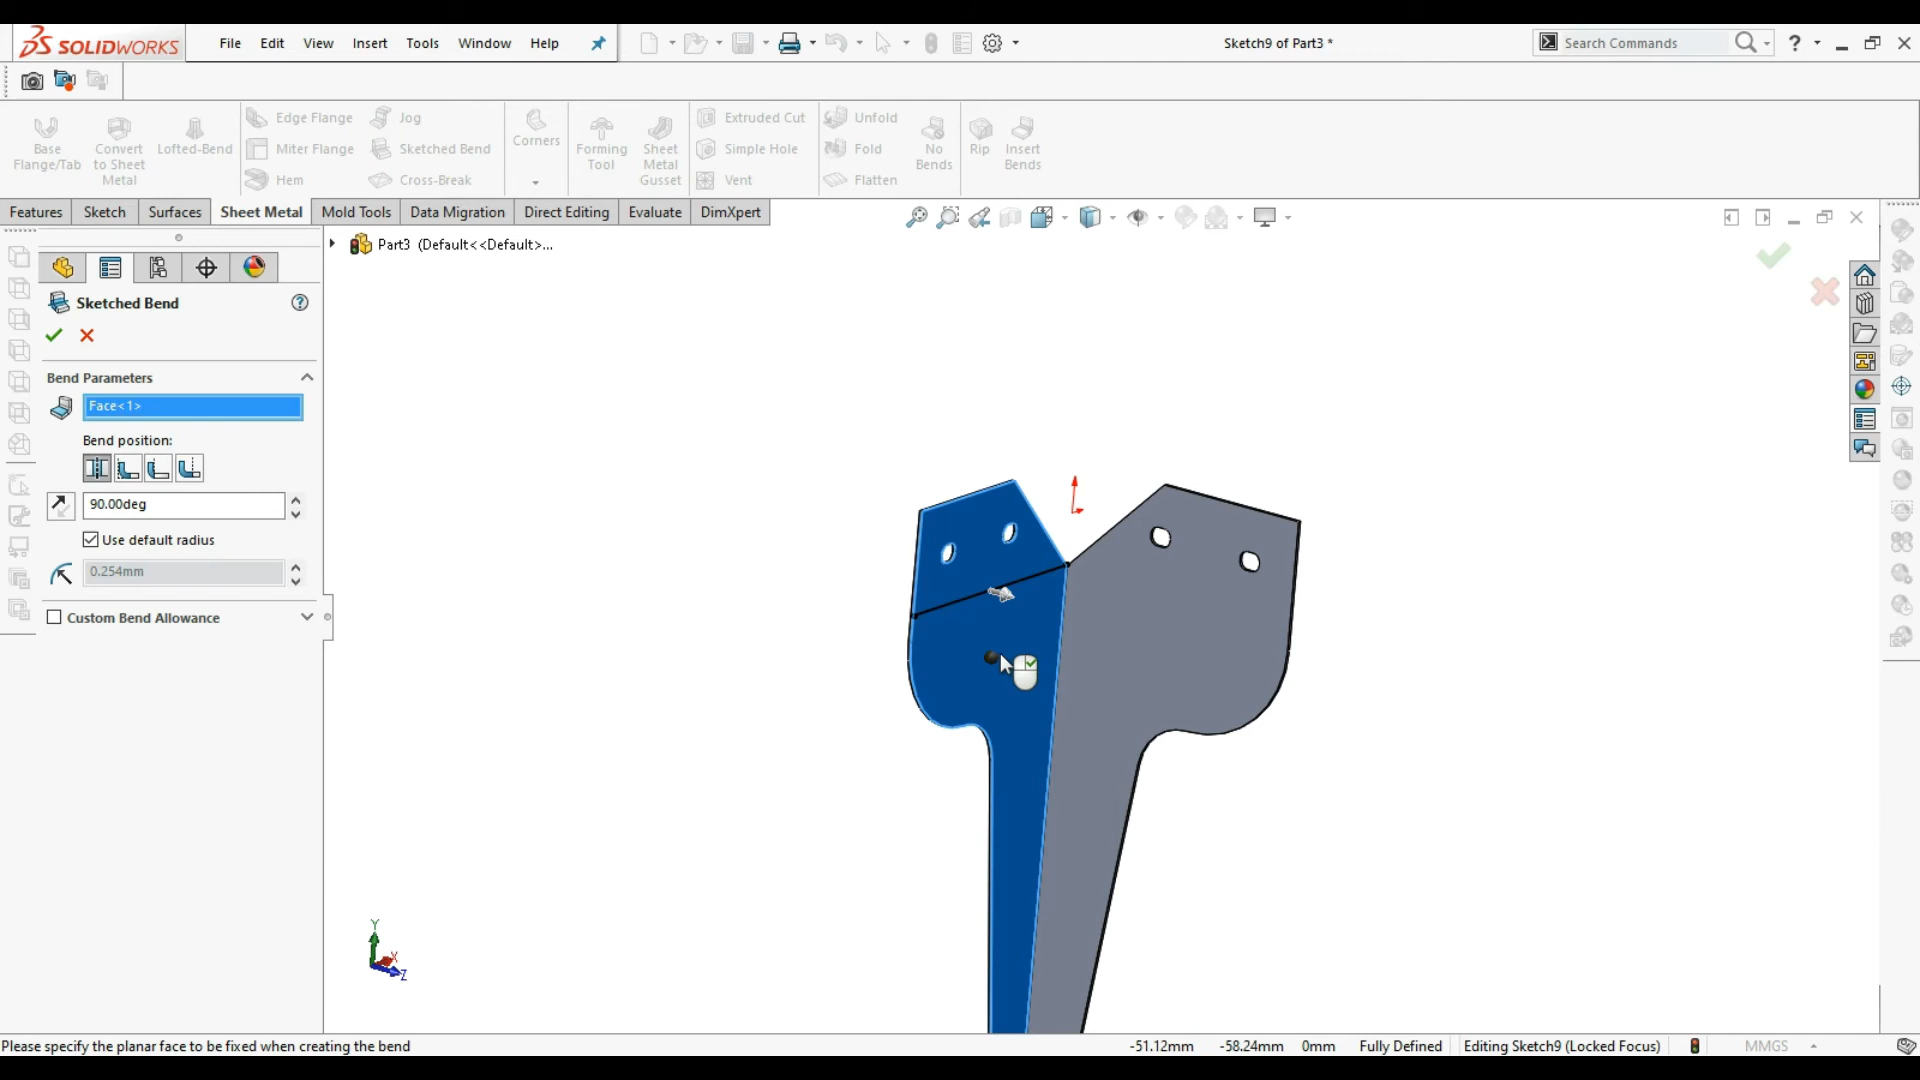 SOLIDWORKS
File Edit View Insert Tools Window Help
Sketch9 of Part3 *
Search Commands
?
Base Flange/Tab
Convert to Sheet Metal
Lofted-Bend
Edge Flange
Miter Flange
Hem
Jog
Sketched Bend
Cross-Break
Corners
Forming Tool
Sheet Metal Gusset
Extruded Cut
Simple Hole
Vent
Unfold
Fold
Flatten
No Bends
Rip
Insert Bends
Features Sketch Surfaces Sheet Metal Mold Tools Data Migration Direct Editing Evaluate DimXpert
Part3 (Default<<Default>...
Sketched Bend
?
Bend Parameters
Face<1>
Bend position:
90.00deg
Use default radius
0.254mm
Custom Bend Allowance
Y
X
Z
Please specify the planar face to be fixed when creating the bend
-51.12mm -58.24mm 0mm Fully Defined Editing Sketch9 (Locked Focus) MMGS